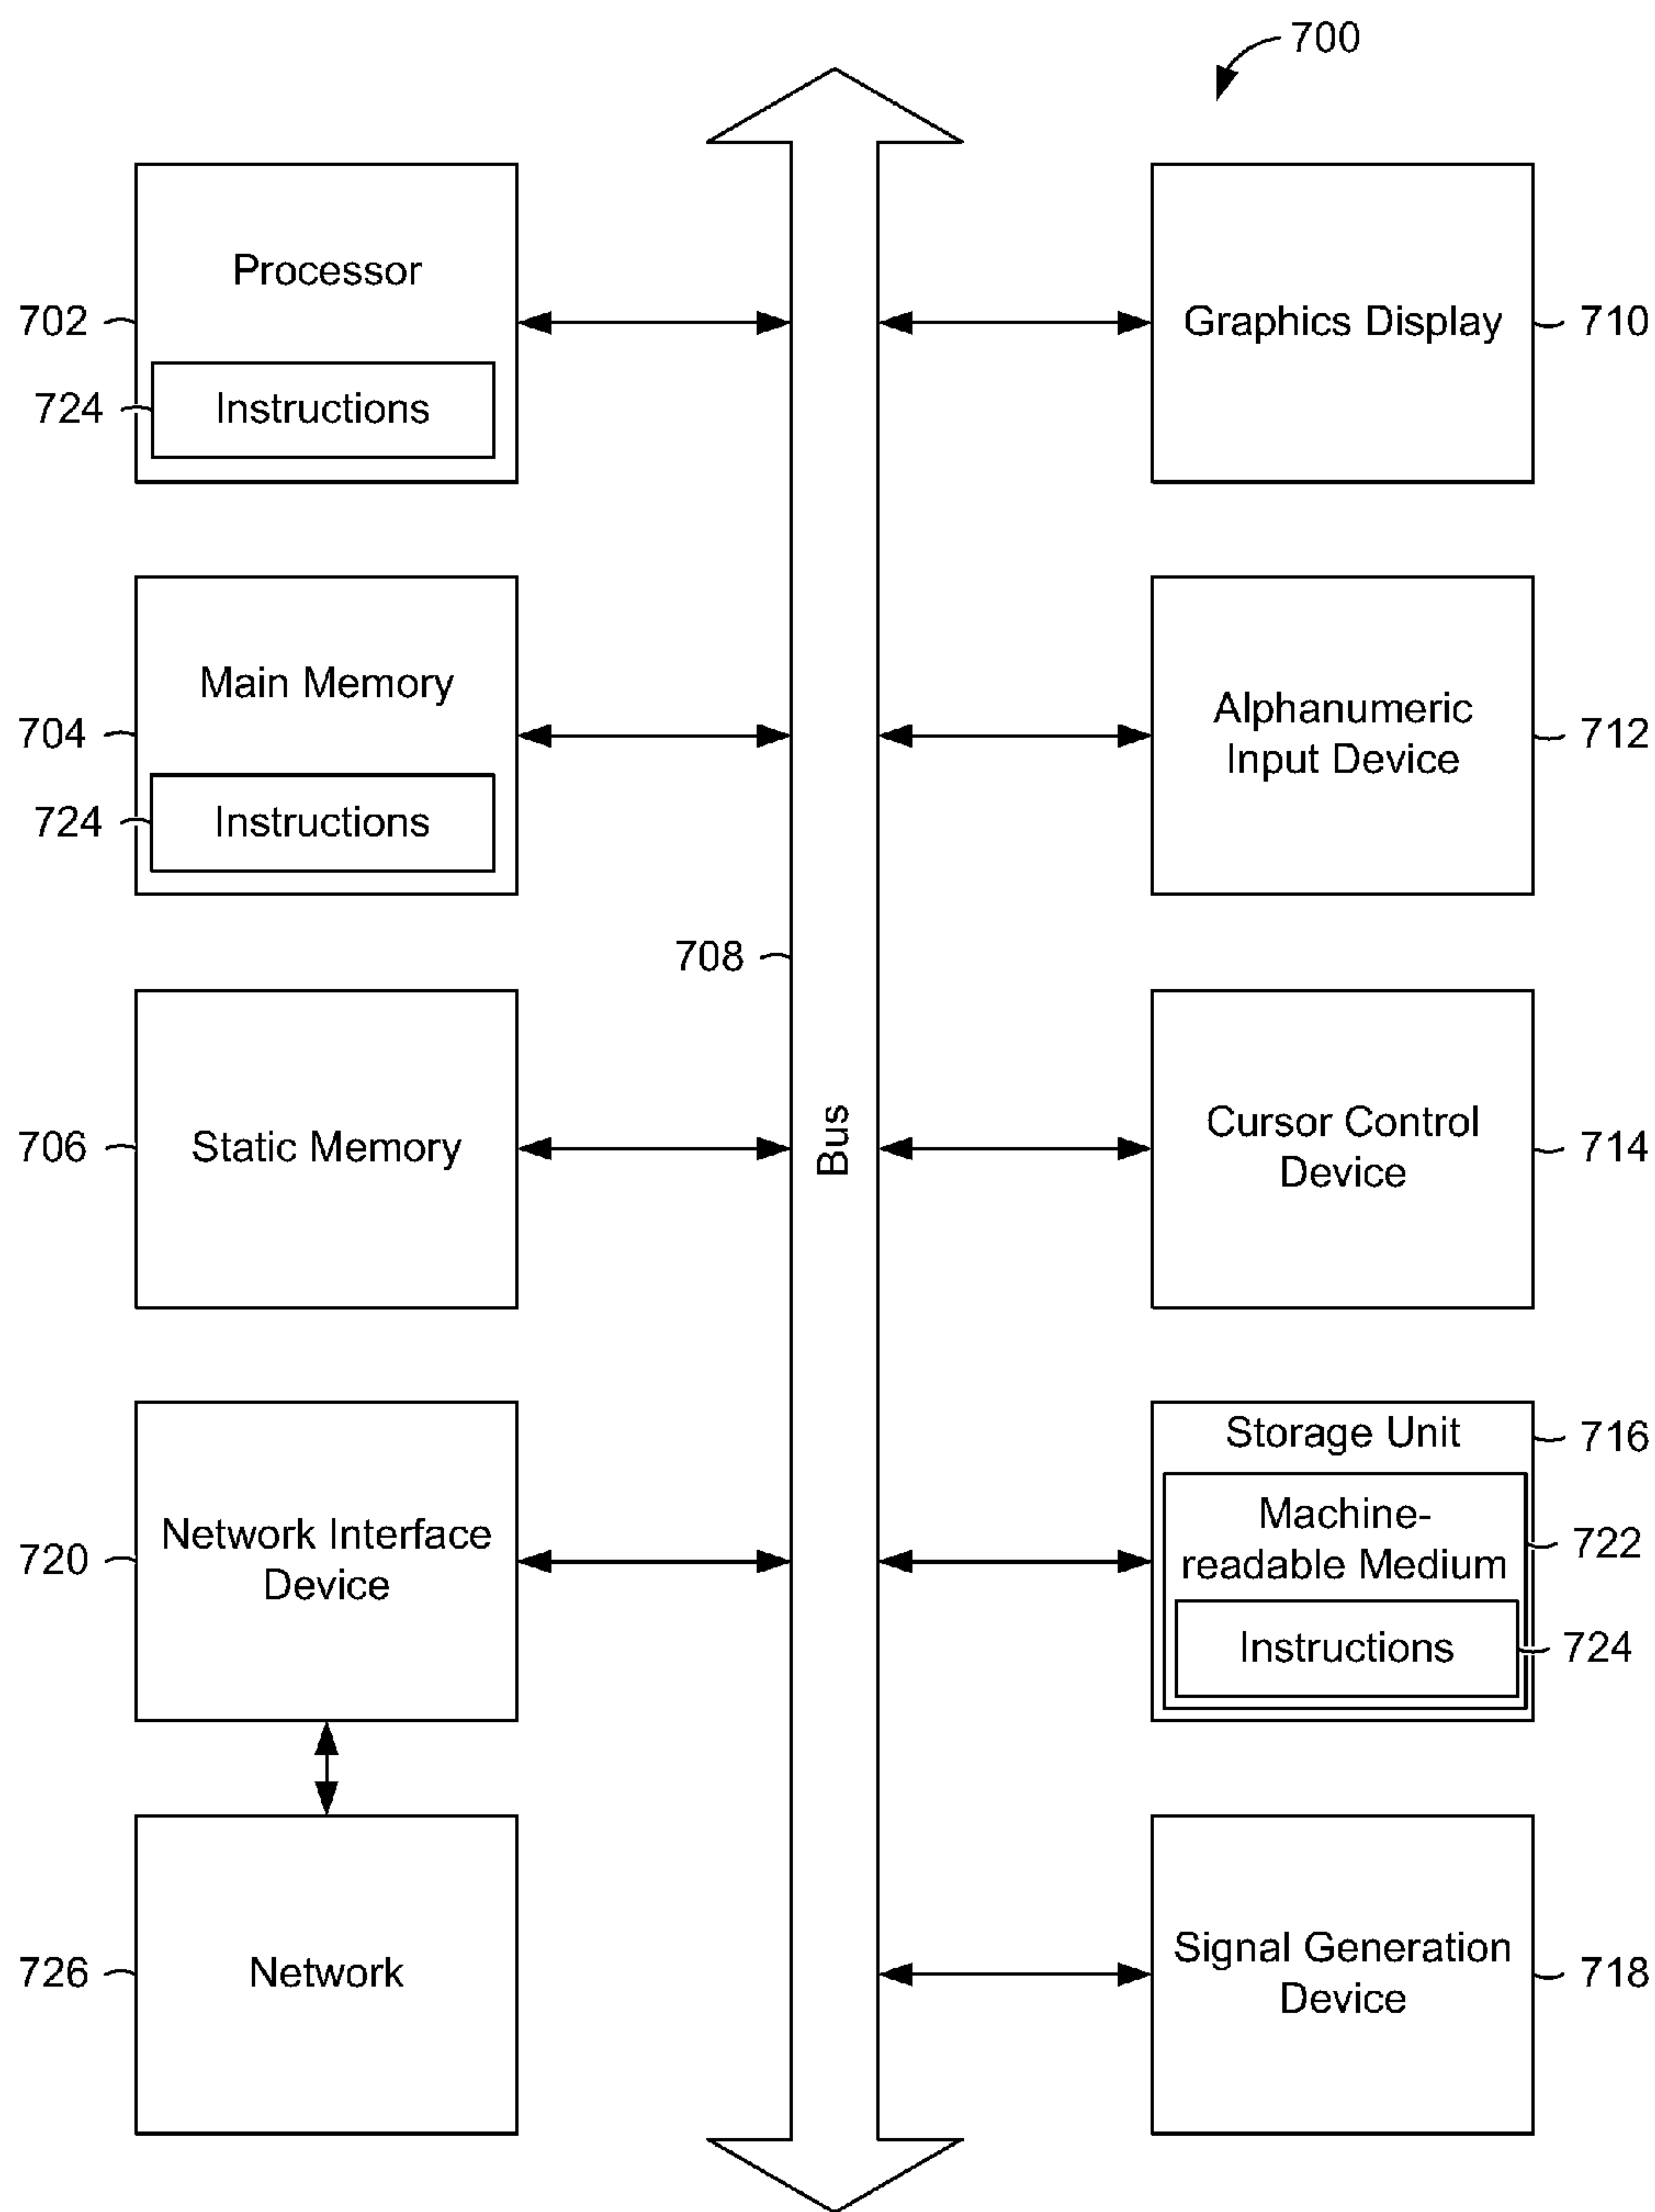 700
Processor
702
724
Instructions
Graphics Display
710
Main Memory
704
724
Instructions
Alphanumeric
Input Device
712
708
Bus
706
Static Memory
Cursor Control
Device
714
720
Network Interface
Device
Storage Unit
716
Machine-
readable Medium
722
Instructions
724
726
Network
Signal Generation
Device
718